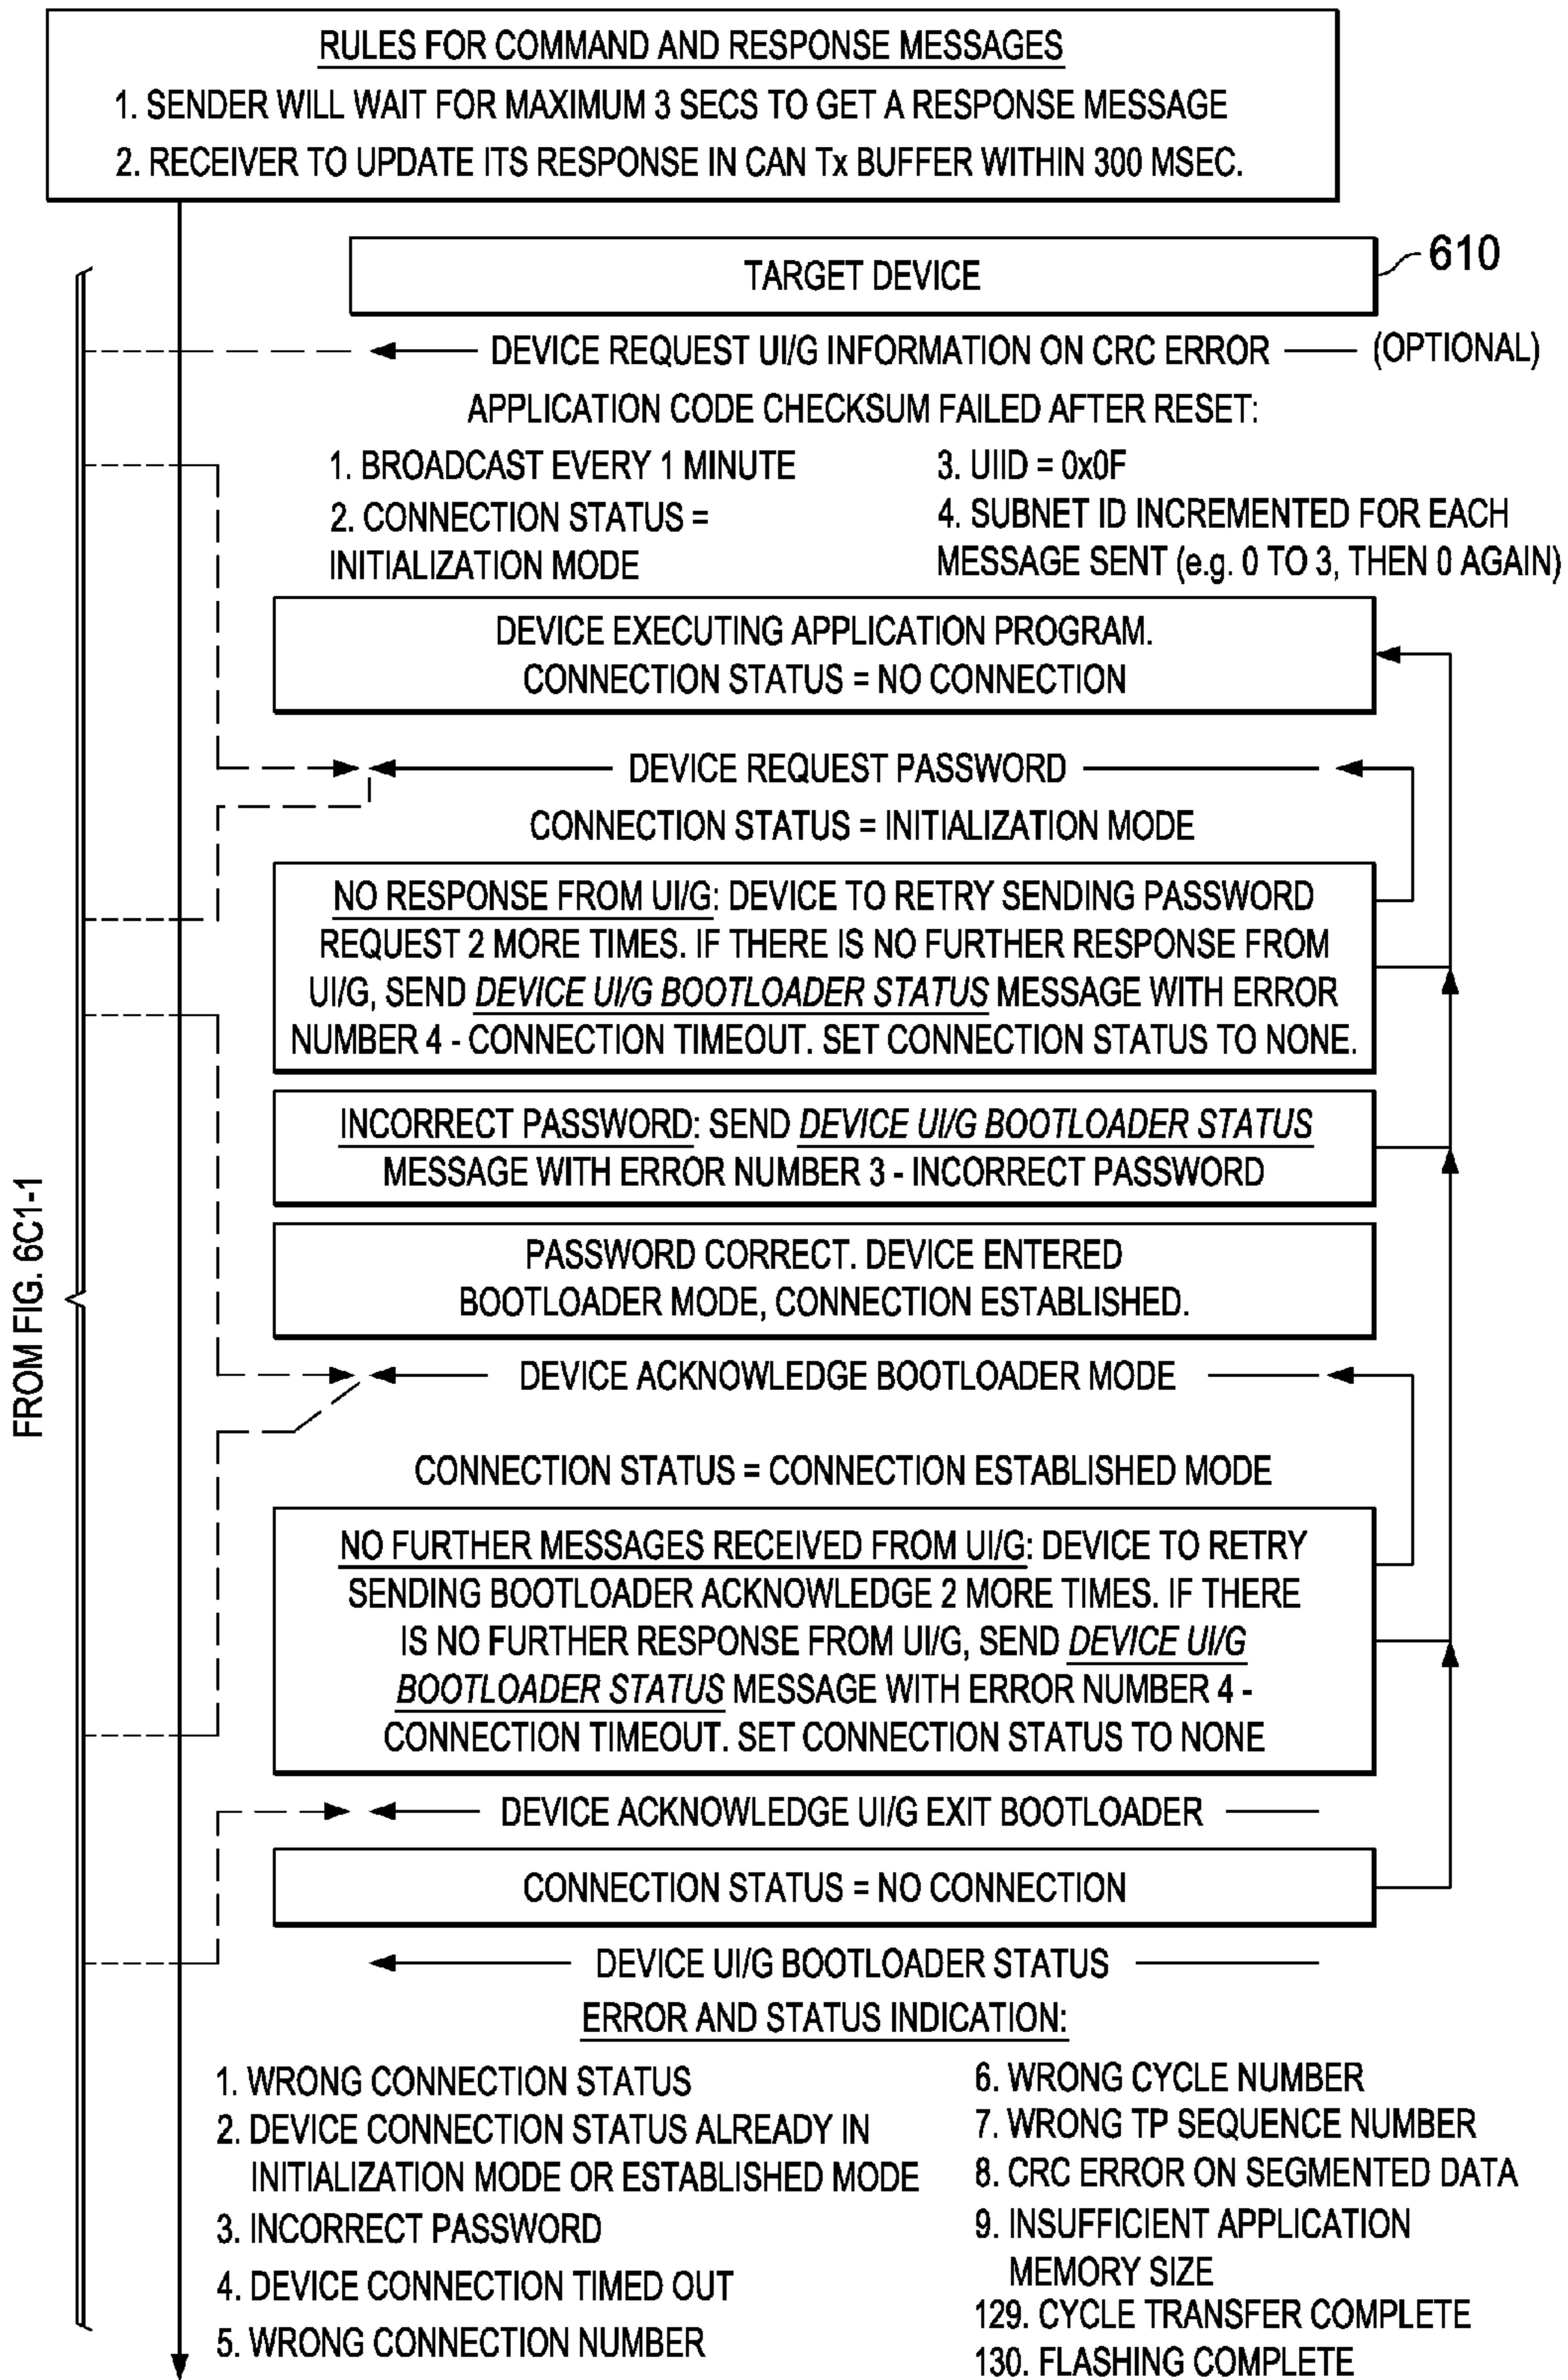 RULES FOR COMMAND AND RESPONSE MESSAGES
1. SENDER WILL WAIT FOR MAXIMUM 3 SECS TO GET A RESPONSE MESSAGE
2. RECEIVER TO UPDATE ITS RESPONSE IN CAN Tx BUFFER WITHIN 300 MSEC.
TARGET DEVICE
610
DEVICE REQUEST UI/G INFORMATION ON CRC ERROR
(OPTIONAL)
APPLICATION CODE CHECKSUM FAILED AFTER RESET:
1. BROADCAST EVERY 1 MINUTE
2. CONNECTION STATUS =
INITIALIZATION MODE
3. UIID = 0x0F
4. SUBNET ID INCREMENTED FOR EACH
MESSAGE SENT (e.g. 0 TO 3, THEN 0 AGAIN)
DEVICE EXECUTING APPLICATION PROGRAM.
CONNECTION STATUS = NO CONNECTION
DEVICE REQUEST PASSWORD
CONNECTION STATUS = INITIALIZATION MODE
NO RESPONSE FROM UI/G: DEVICE TO RETRY SENDING PASSWORD
REQUEST 2 MORE TIMES. IF THERE IS NO FURTHER RESPONSE FROM
UI/G, SEND DEVICE UI/G BOOTLOADER STATUS MESSAGE WITH ERROR
NUMBER 4 - CONNECTION TIMEOUT. SET CONNECTION STATUS TO NONE.
INCORRECT PASSWORD: SEND DEVICE UI/G BOOTLOADER STATUS
MESSAGE WITH ERROR NUMBER 3 - INCORRECT PASSWORD
PASSWORD CORRECT. DEVICE ENTERED
BOOTLOADER MODE, CONNECTION ESTABLISHED.
FROM FIG. 6C1-1
DEVICE ACKNOWLEDGE BOOTLOADER MODE
CONNECTION STATUS = CONNECTION ESTABLISHED MODE
NO FURTHER MESSAGES RECEIVED FROM UI/G: DEVICE TO RETRY
SENDING BOOTLOADER ACKNOWLEDGE 2 MORE TIMES. IF THERE
IS NO FURTHER RESPONSE FROM UI/G, SEND DEVICE UI/G
BOOTLOADER STATUS MESSAGE WITH ERROR NUMBER 4 -
CONNECTION TIMEOUT. SET CONNECTION STATUS TO NONE
DEVICE ACKNOWLEDGE UI/G EXIT BOOTLOADER
CONNECTION STATUS = NO CONNECTION
DEVICE UI/G BOOTLOADER STATUS
ERROR AND STATUS INDICATION:
1. WRONG CONNECTION STATUS
2. DEVICE CONNECTION STATUS ALREADY IN
INITIALIZATION MODE OR ESTABLISHED MODE
3. INCORRECT PASSWORD
4. DEVICE CONNECTION TIMED OUT
5. WRONG CONNECTION NUMBER
6. WRONG CYCLE NUMBER
7. WRONG TP SEQUENCE NUMBER
8. CRC ERROR ON SEGMENTED DATA
9. INSUFFICIENT APPLICATION
MEMORY SIZE
129. CYCLE TRANSFER COMPLETE
130. FLASHING COMPLETE